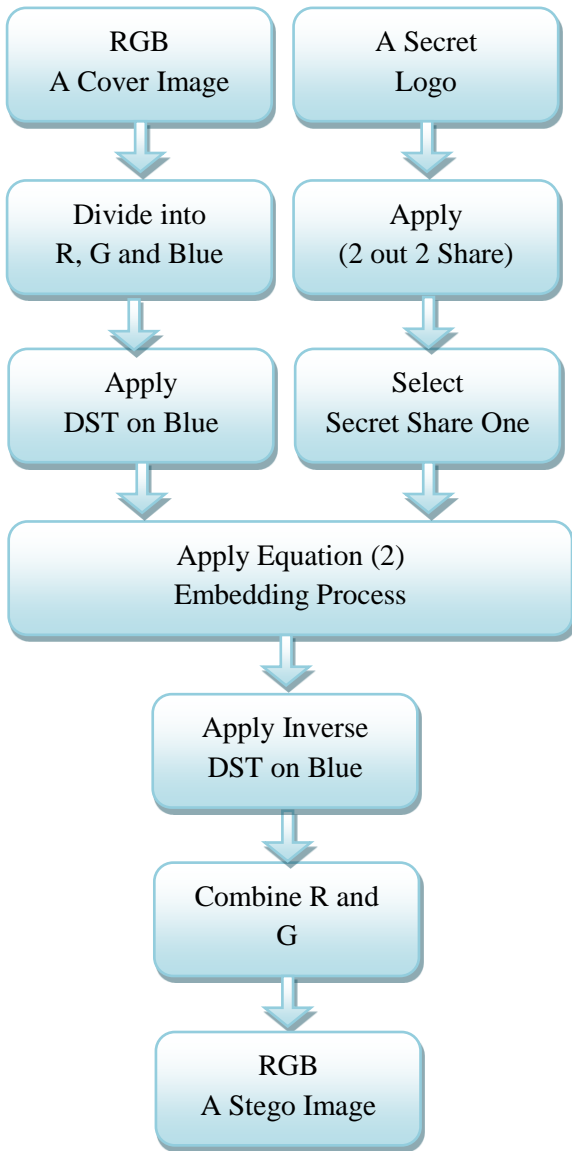 RGB
A Cover Image
A Secret
Logo
Divide into
R, G and Blue
Apply
(2 out 2 Share)
Apply
DST on Blue
Select
Secret Share One
Apply Equation (2)
Embedding Process
Apply Inverse
DST on Blue
Combine R and
G
RGB
A Stego Image